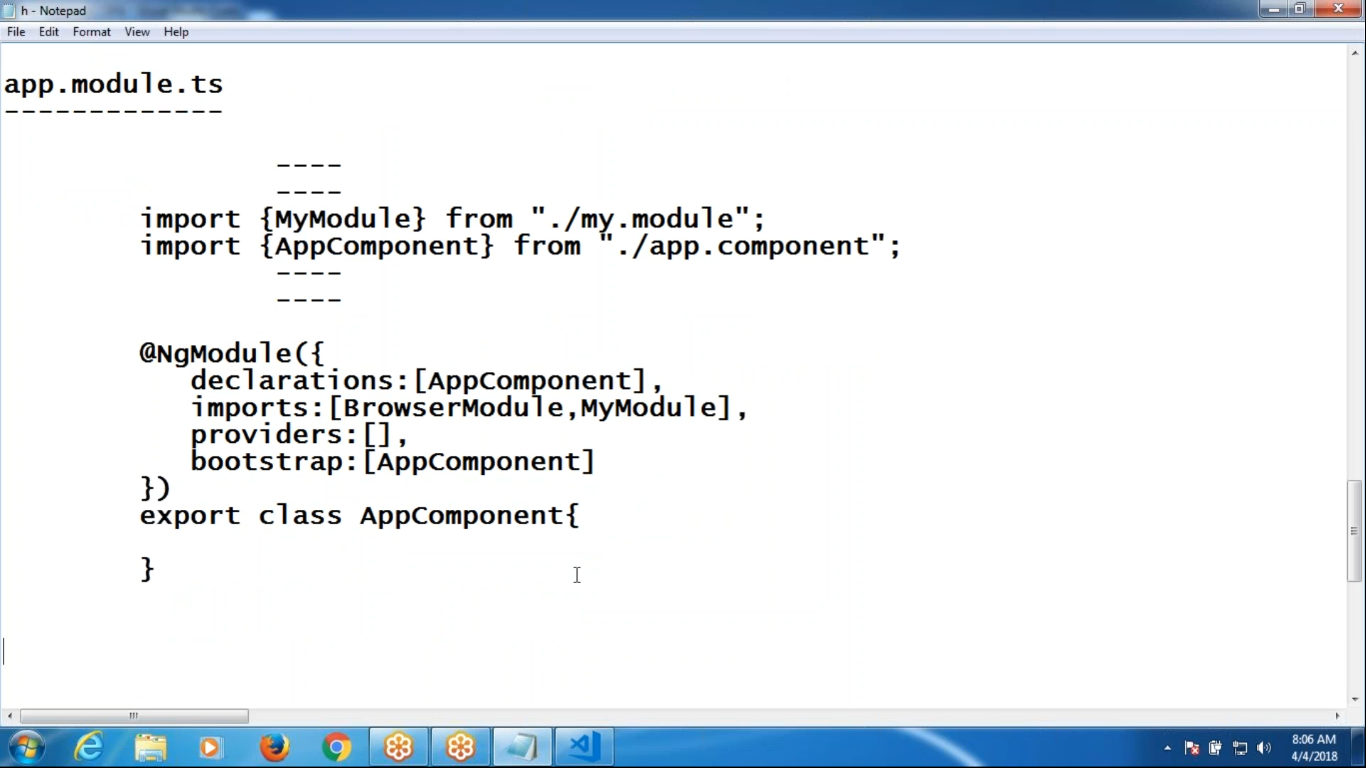 h - Notepad
File Edit Format View Help
app.module.ts
-------------
----
----
import {MyModule} from "./my.module";
import {AppComponent} from "./app.component";
----
----
@NgModule({
declarations:[AppComponent],
imports:[BrowserModule,MyModule],
providers:[],
bootstrap:[AppComponent]
})
export class AppComponent{
}
8:06 AM
4/4/2018